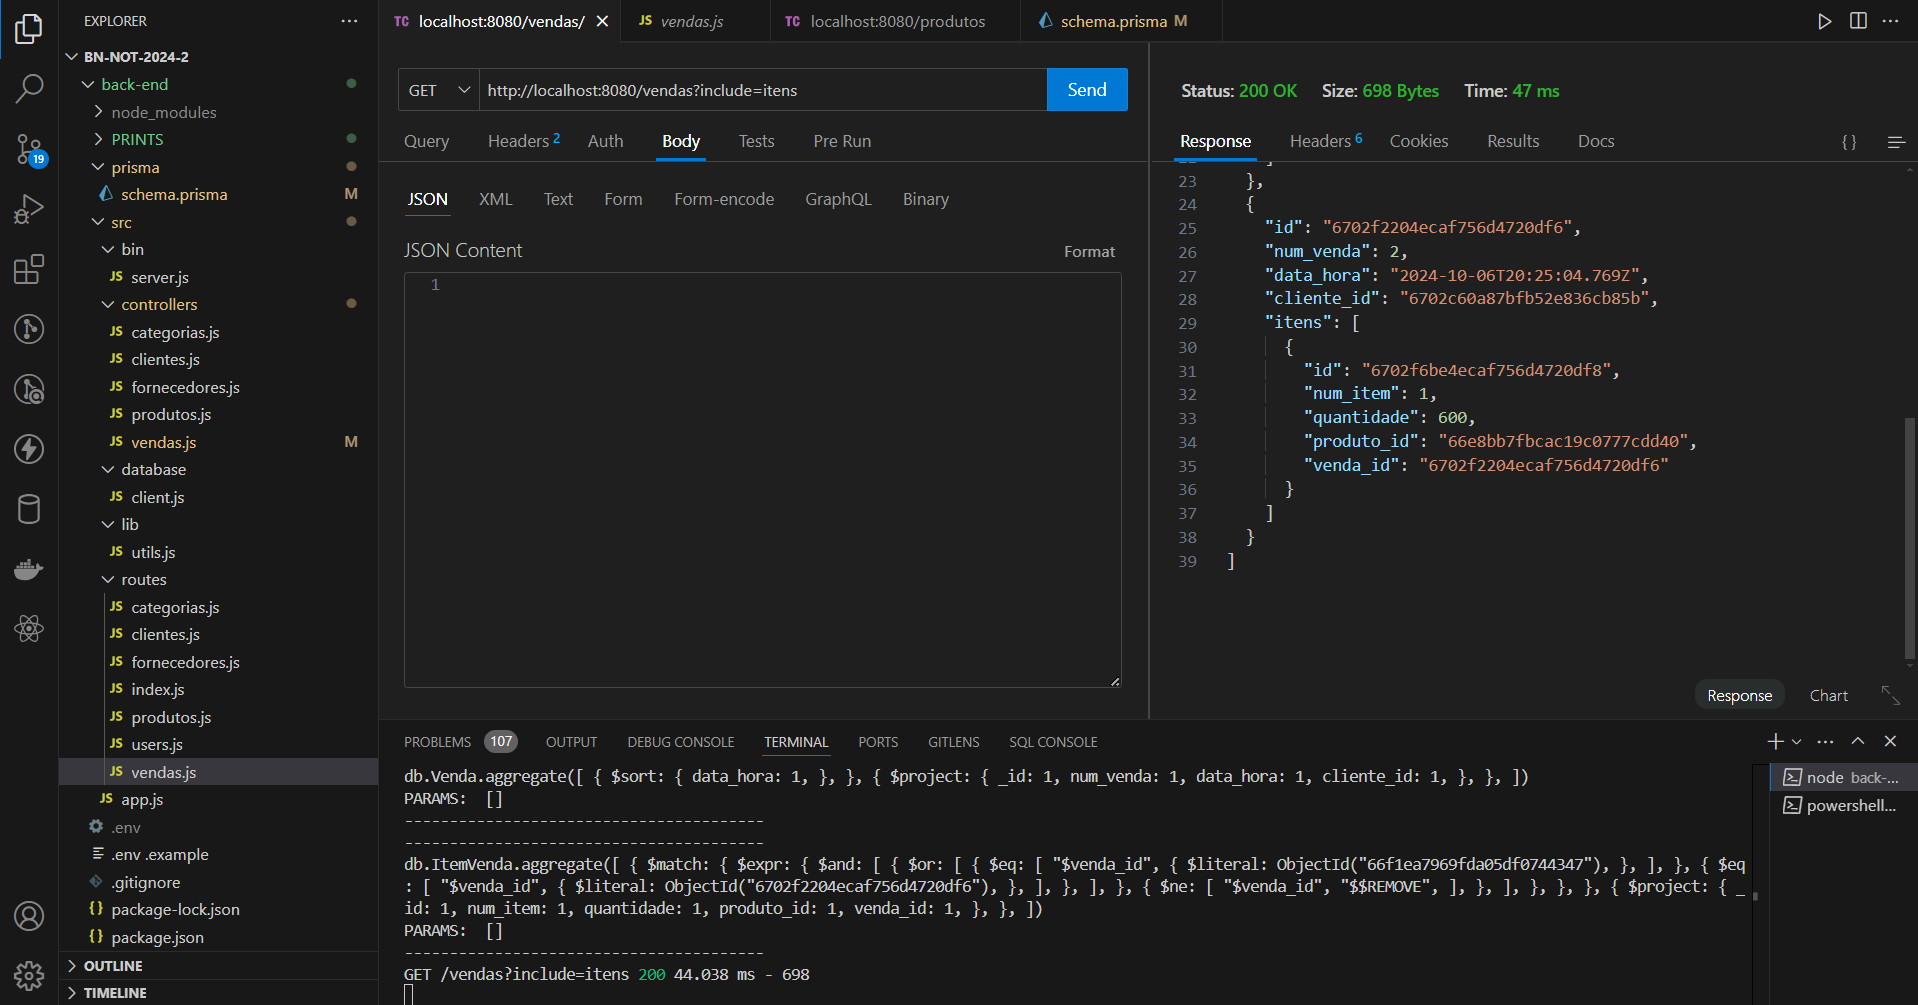 EXPLORER
BN-NOT-2024-2
back-end
node_modules
PRINTS
prisma
schema.prisma M
src
bin
JS server.js
controllers
JS categorias.js
JS clientes.js
JS fornecedores.js
JS produtos.js
JS vendas.js M
database
JS client.js
lib
JS utils.js
routes
JS categorias.js
JS clientes.js
JS fornecedores.js
JS index.js
JS produtos.js
JS users.js
JS vendas.js
JS app.js
.env
.env .example
.gitignore
{} package-lock.json
{} package.json
OUTLINE
TIMELINE
19
TC localhost:8080/vendas/
JS vendas.js
TC localhost:8080/produtos
schema.prisma M
GET http://localhost:8080/vendas?include=itens Send
Query Headers 2 Auth Body Tests Pre Run
JSON XML Text Form Form-encode GraphQL Binary
JSON Content Format
1
Status: 200 OK Size: 698 Bytes Time: 47 ms
Response Headers 6 Cookies Results Docs {}
23 },
24 {
25 "id": "6702f2204ecaf756d4720df6",
26 "num_venda": 2,
27 "data_hora": "2024-10-06T20:25:04.769Z",
28 "cliente_id": "6702c60a87bfb52e836cb85b",
29 "itens": [
30 {
31 "id": "6702f6be4ecaf756d4720df8",
32 "num_item": 1,
33 "quantidade": 600,
34 "produto_id": "66e8bb7fbcac19c0777cdd40",
35 "venda_id": "6702f2204ecaf756d4720df6"
36 }
37 ]
38 }
39 ]
Response Chart
PROBLEMS 107 OUTPUT DEBUG CONSOLE TERMINAL PORTS GITLENS SQL CONSOLE
db.Venda.aggregate([ { $sort: { data_hora: 1, }, }, { $project: { _id: 1, num_venda: 1, data_hora: 1, cliente_id: 1, }, }, ])
PARAMS: []
----------------------------------------
----------------------------------------
db.ItemVenda.aggregate([ { $match: { $expr: { $and: [ { $or: [ { $eq: [ "$venda_id", { $literal: ObjectId("66f1ea7969fda05df0744347"), }, ], }, { $eq
: [ "$venda_id", { $literal: ObjectId("6702f2204ecaf756d4720df6"), }, ], }, ], }, { $ne: [ "$venda_id", "$$REMOVE", ], }, ], }, }, }, { $project: { _
id: 1, num_item: 1, quantidade: 1, produto_id: 1, venda_id: 1, }, }, ])
PARAMS: []
----------------------------------------
GET /vendas?include=itens 200 44.038 ms - 698
node back-...
powershell...